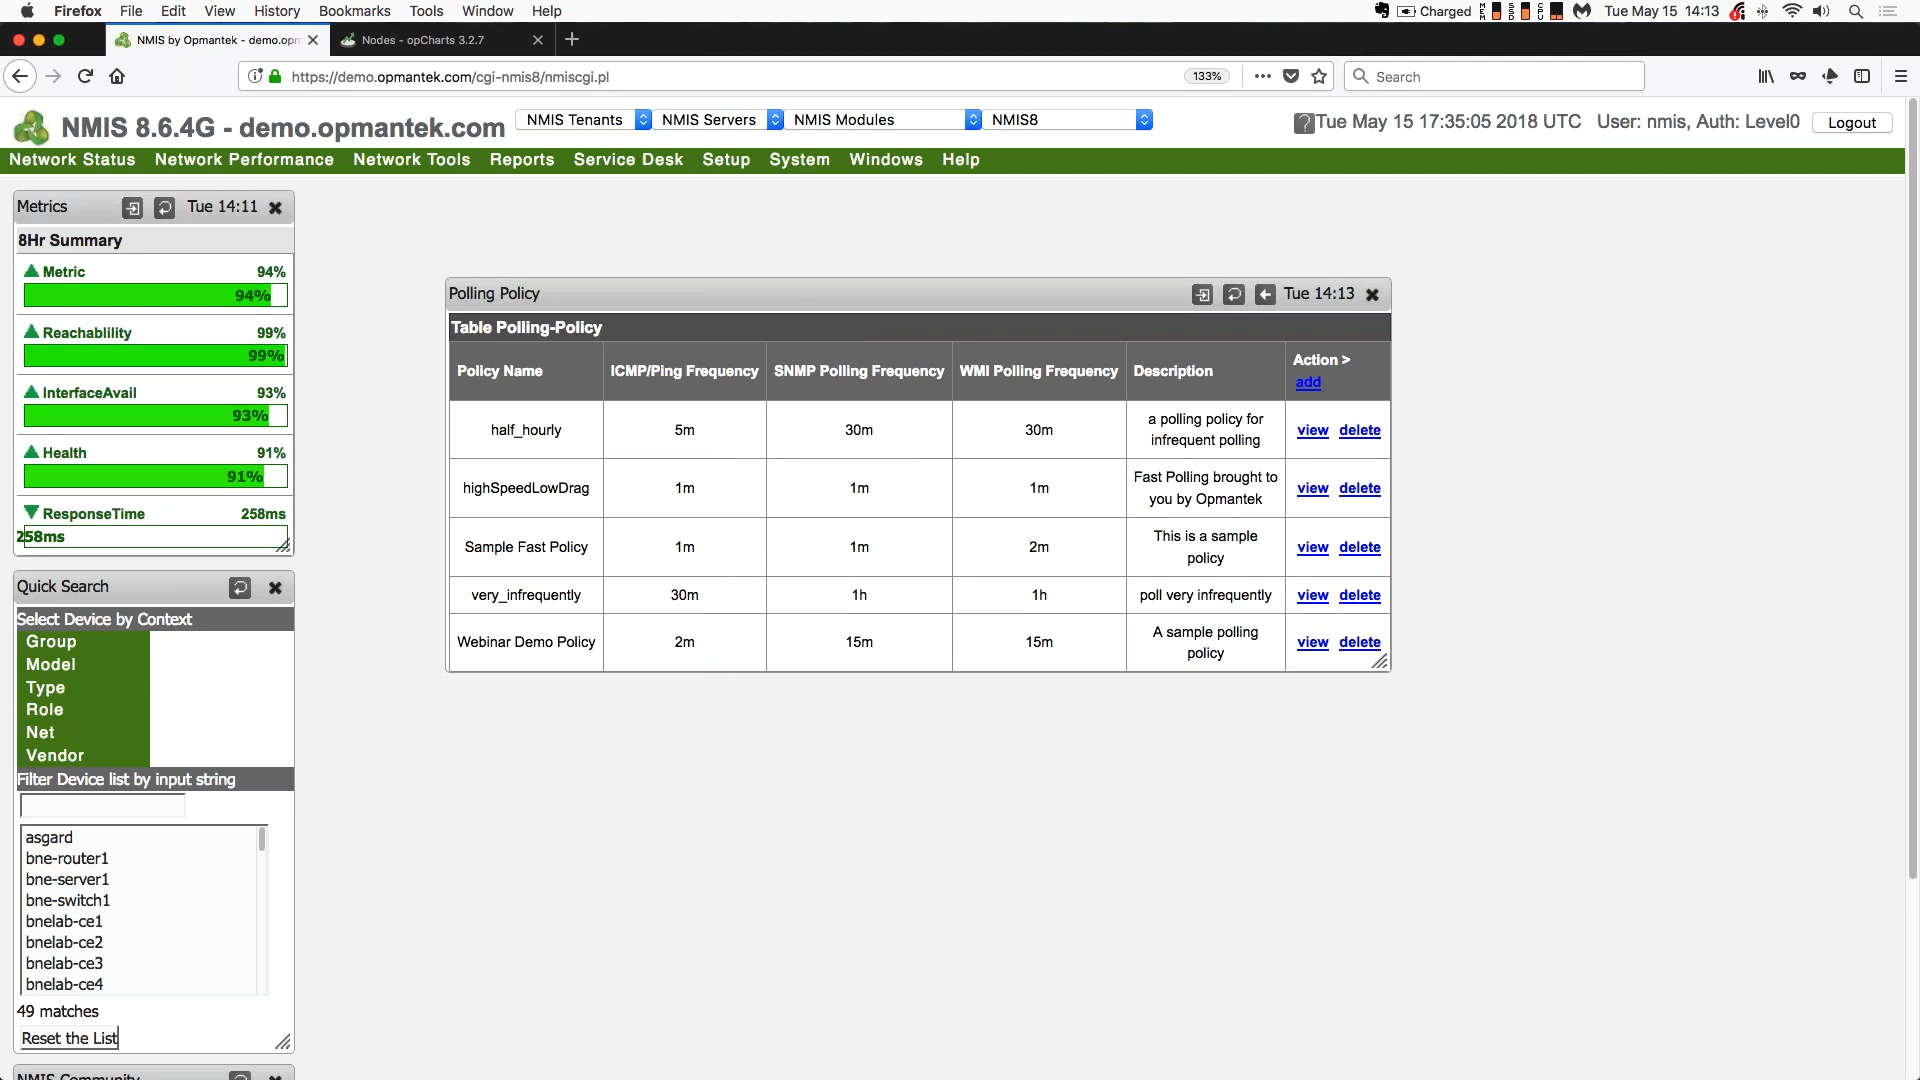 Firefox File Edit View History Bookmarks Tools Window Help Charged Tue May 15 14:13
NMIS by Opmantek - demo.opm Nodes - opCharts 3.2.7
https://demo.opmantek.com/cgi-nmis8/nmiscgi.pl 133% Search
NMIS 8.6.4G - demo.opmantek.com NMIS Tenants NMIS Servers NMIS Modules NMIS8 ? Tue May 15 17:35:05 2018 UTC User: nmis, Auth: Level0 Logout
Network Status Network Performance Network Tools Reports Service Desk Setup System Windows Help
Metrics Tue 14:11
8Hr Summary
Metric 94%
94%
Reachablility 99%
99%
InterfaceAvail 93%
93%
Health 91%
91%
ResponseTime 258ms
258ms
Quick Search
Select Device by Context
Group
Model
Type
Role
Net
Vendor
Filter Device list by input string
asgard
bne-router1
bne-server1
bne-switch1
bnelab-ce1
bnelab-ce2
bnelab-ce3
bnelab-ce4
49 matches
Reset the List
NMIS Community
Polling Policy Tue 14:13
Table Polling-Policy
Policy Name ICMP/Ping Frequency SNMP Polling Frequency WMI Polling Frequency Description Action >
add
half_hourly 5m 30m 30m a polling policy for
infrequent polling view delete
highSpeedLowDrag 1m 1m 1m Fast Polling brought to
you by Opmantek view delete
Sample Fast Policy 1m 1m 2m This is a sample
policy view delete
very_infrequently 30m 1h 1h poll very infrequently view delete
Webinar Demo Policy 2m 15m 15m A sample polling
policy view delete